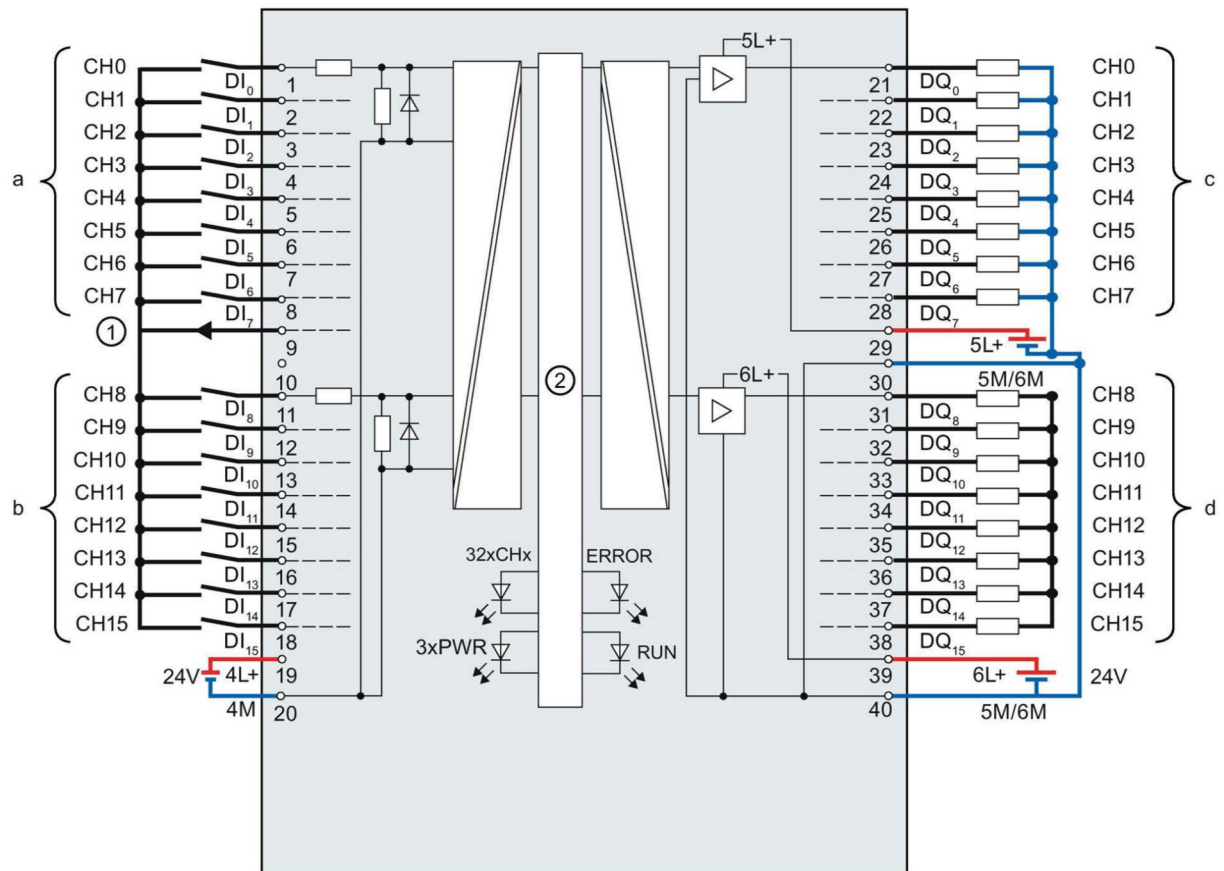 5L+
CH0
DI0
1
21
DQ0
CH0
CH1
DI1
2
22
DQ1
CH1
CH2
DI2
3
23
DQ2
CH2
a
CH3
DI3
4
24
DQ3
CH3
c
CH4
DI4
5
25
DQ4
CH4
CH5
DI5
6
26
DQ5
CH5
CH6
DI6
7
27
DQ6
CH6
CH7
DI7
8
28
DQ7
CH7
1
9
29
5L+
5M/6M
2
6L+
CH8
DI8
10
30
DQ8
CH8
CH9
DI9
11
31
DQ9
CH9
CH10
DI10
12
32
DQ10
CH10
CH11
DI11
13
33
DQ11
CH11
b
CH12
DI12
14
34
DQ12
CH12
d
CH13
DI13
15
35
DQ13
CH13
CH14
DI14
16
36
DQ14
CH14
CH15
DI15
17
37
DQ15
CH15
18
38
32xCHx
ERROR
3xPWR
RUN
24V
4L+
19
39
6L+
24V
4M
20
40
5M/6M